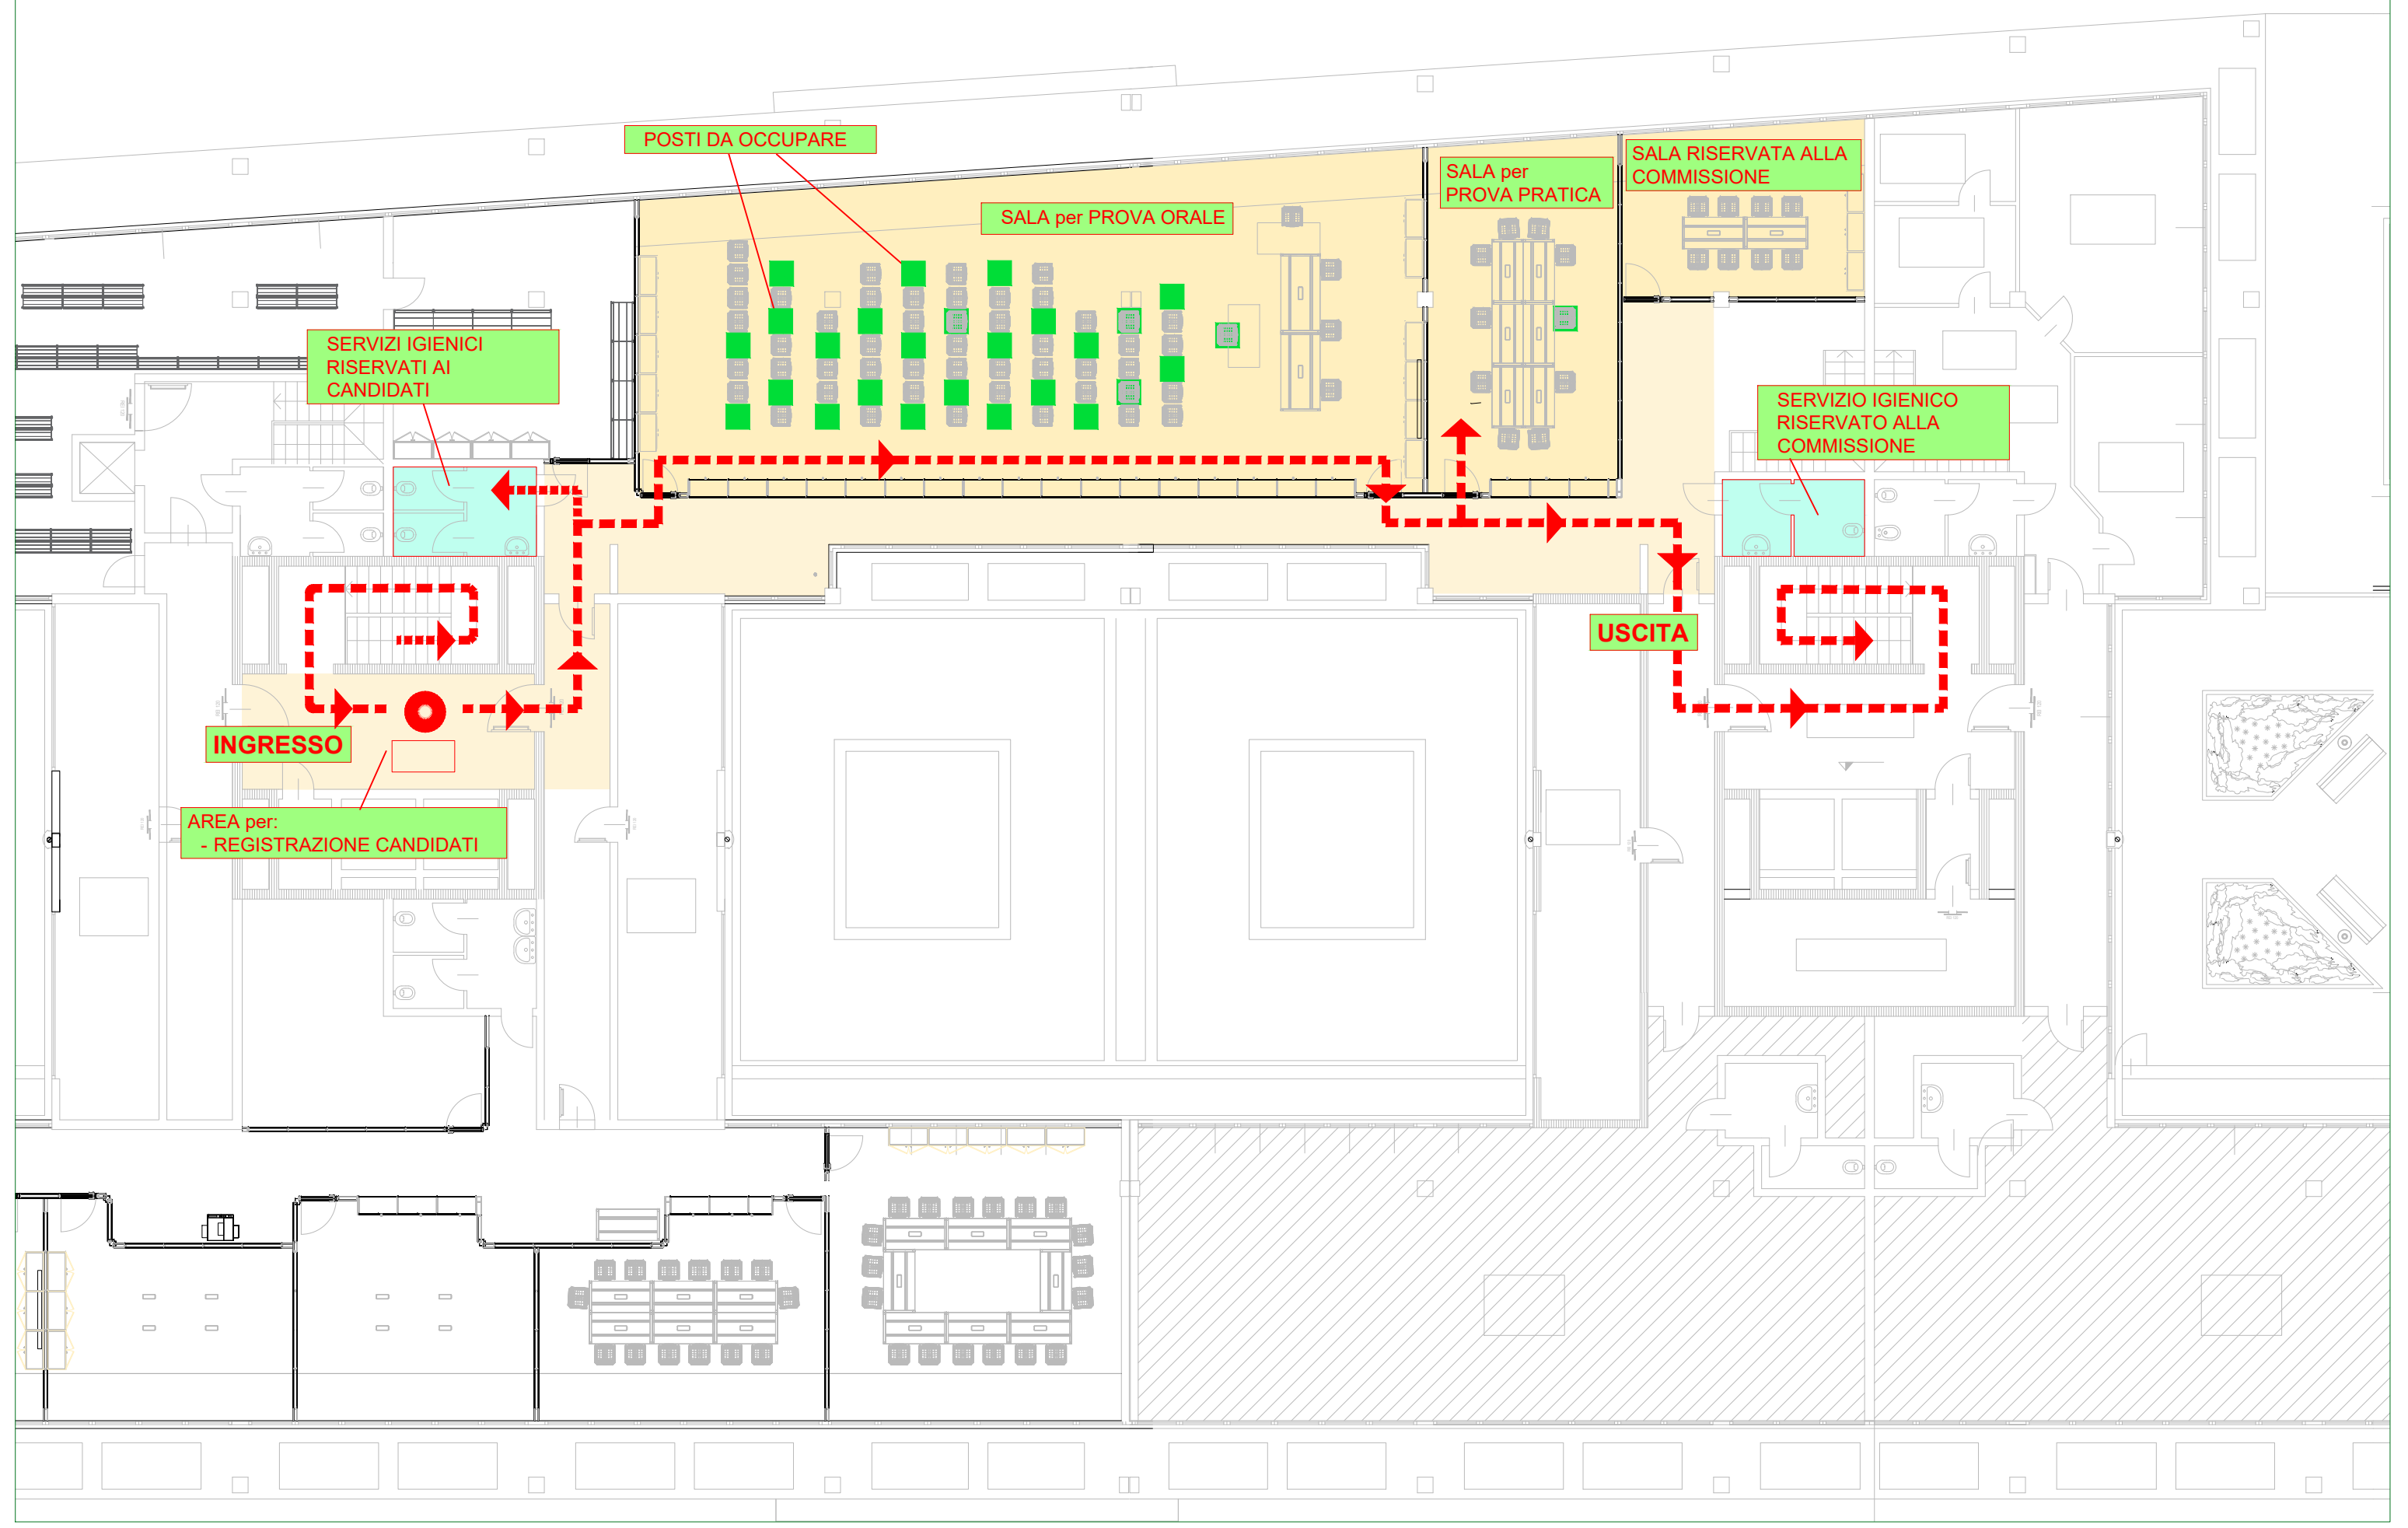 POSTI DA OCCUPARE
SALA per
PROVA PRATICA
SALA RISERVATA ALLA
COMMISSIONE
SALA per PROVA ORALE
SERVIZI IGIENICI
RISERVATI AI
CANDIDATI
SERVIZIO IGIENICO
RISERVATO ALLA
COMMISSIONE
USCITA
INGRESSO
AREA per:
- REGISTRAZIONE CANDIDATI